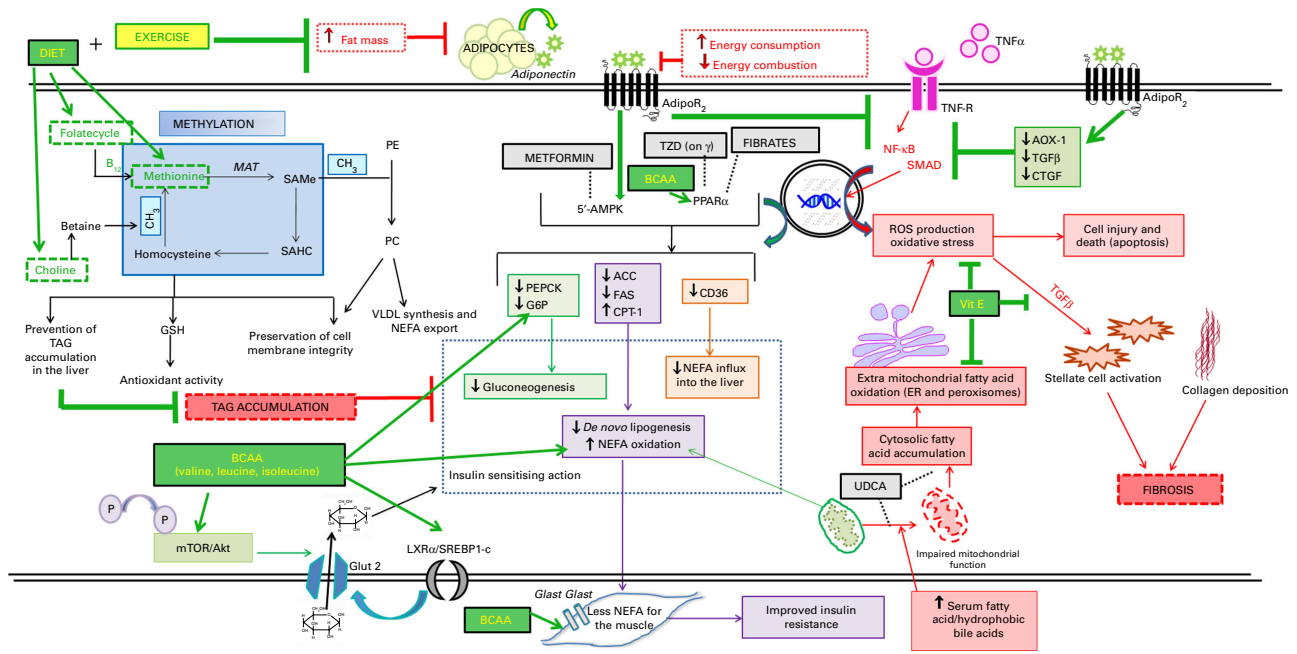 DIET
+
EXERCISE
↑ Fat mass
ADIPOCYTES
Adiponectin
↑ Energy consumption
↓ Energy combustion
TNFα
TNF-R
AdipoR2
AdipoR2
Folatecycle
METHYLATION
B12
Methionine
MAT
SAMe
CH3
PE
CH3
Betaine
Homocysteine
SAHC
PC
Choline
METFORMIN
TZD (on γ)
FIBRATES
BCAA
5′-AMPK
PPARα
NF-κB
SMAD
↓ AOX-1
↓ TGFβ
↓ CTGF
ROS production
oxidative stress
Cell injury and
death (apoptosis)
↓ PEPCK
↓ G6P
↓ ACC
↓ FAS
↑ CPT-1
↓ CD36
Vit E
TGFβ
Prevention of
TAG
accumulation
in the liver
GSH
Antioxidant activity
Preservation of cell
membrane integrity
VLDL synthesis and
NEFA export
↓ Gluconeogenesis
↓ NEFA influx
into the liver
Extra mitochondrial fatty acid
oxidation (ER and peroxisomes)
Stellate cell activation
Collagen deposition
TAG ACCUMULATION
↓ De novo lipogenesis
↑ NEFA oxidation
Cytosolic fatty
acid accumulation
BCAA
(valine, leucine, isoleucine)
Insulin sensitising action
UDCA
FIBROSIS
P
P
mTOR/Akt
Glut 2
LXRα/SREBP1-c
Impaired mitochondrial
function
BCAA
Glast Glast
Less NEFA for
the muscle
Improved insulin
resistance
↑ Serum fatty
acid/hydrophobic
bile acids